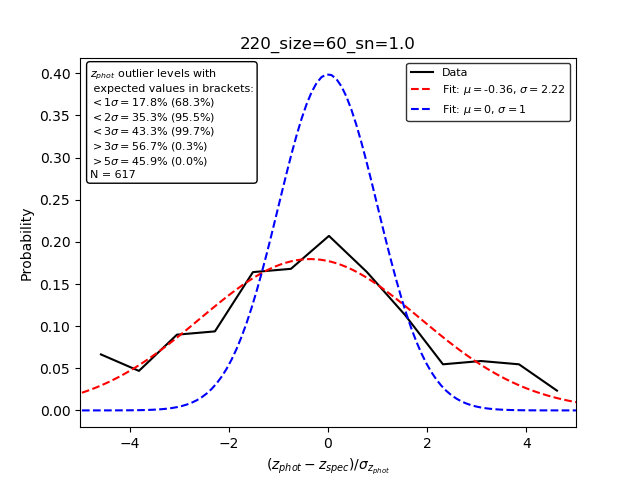 220_size=60_sn=1.0
z_phot outlier levels with
expected values in brackets:
< 1σ = 17.8% (68.3%)
< 2σ = 35.3% (95.5%)
< 3σ = 43.3% (99.7%)
> 3σ = 56.7% (0.3%)
> 5σ = 45.9% (0.0%)
N = 617
Data
Fit: μ = -0.36, σ = 2.22
Fit: μ = 0, σ = 1
Probability
0.40
0.35
0.30
0.25
0.20
0.15
0.10
0.05
0.00
−4
−2
0
2
4
(z_phot − z_spec)/σ_z_phot